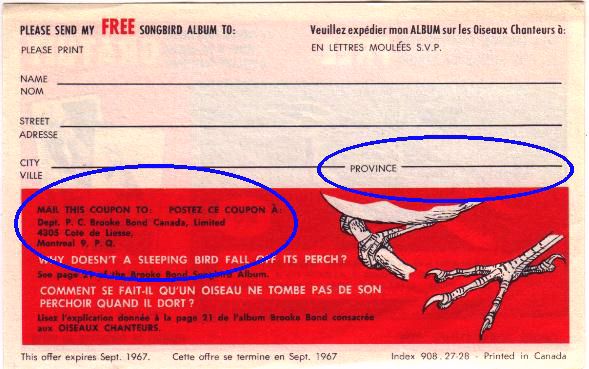 PLEASE SEND MY FREE SONGBIRD ALBUM TO:
Veuillez expédier mon ALBUM sur les Oiseaux Chanteurs à:
PLEASE PRINT
EN LETTRES MOULÉES S.V.P.
NAME
NOM
STREET
ADRESSE
CITY
VILLE
PROVINCE
MAIL THIS COUPON TO: POSTEZ CE COUPON À:
Dept. P. C. Brooke Bond Canada, Limited
4305 Cote de Liesse,
Montreal 9, P. Q.
WHY DOESN'T A SLEEPING BIRD FALL OFF ITS PERCH?
See page 21 of the Brooke Bond Songbird Album.
COMMENT SE FAIT-IL QU'UN OISEAU NE TOMBE PAS DE SON
PERCHOIR QUAND IL DORT?
Lisez l'explication donnée à la page 21 de l'album Brooke Bond consacrée
aux OISEAUX CHANTEURS.
This offer expires Sept. 1967. Cette offre se termine en Sept. 1967 Index 908.27-28 - Printed in Canada